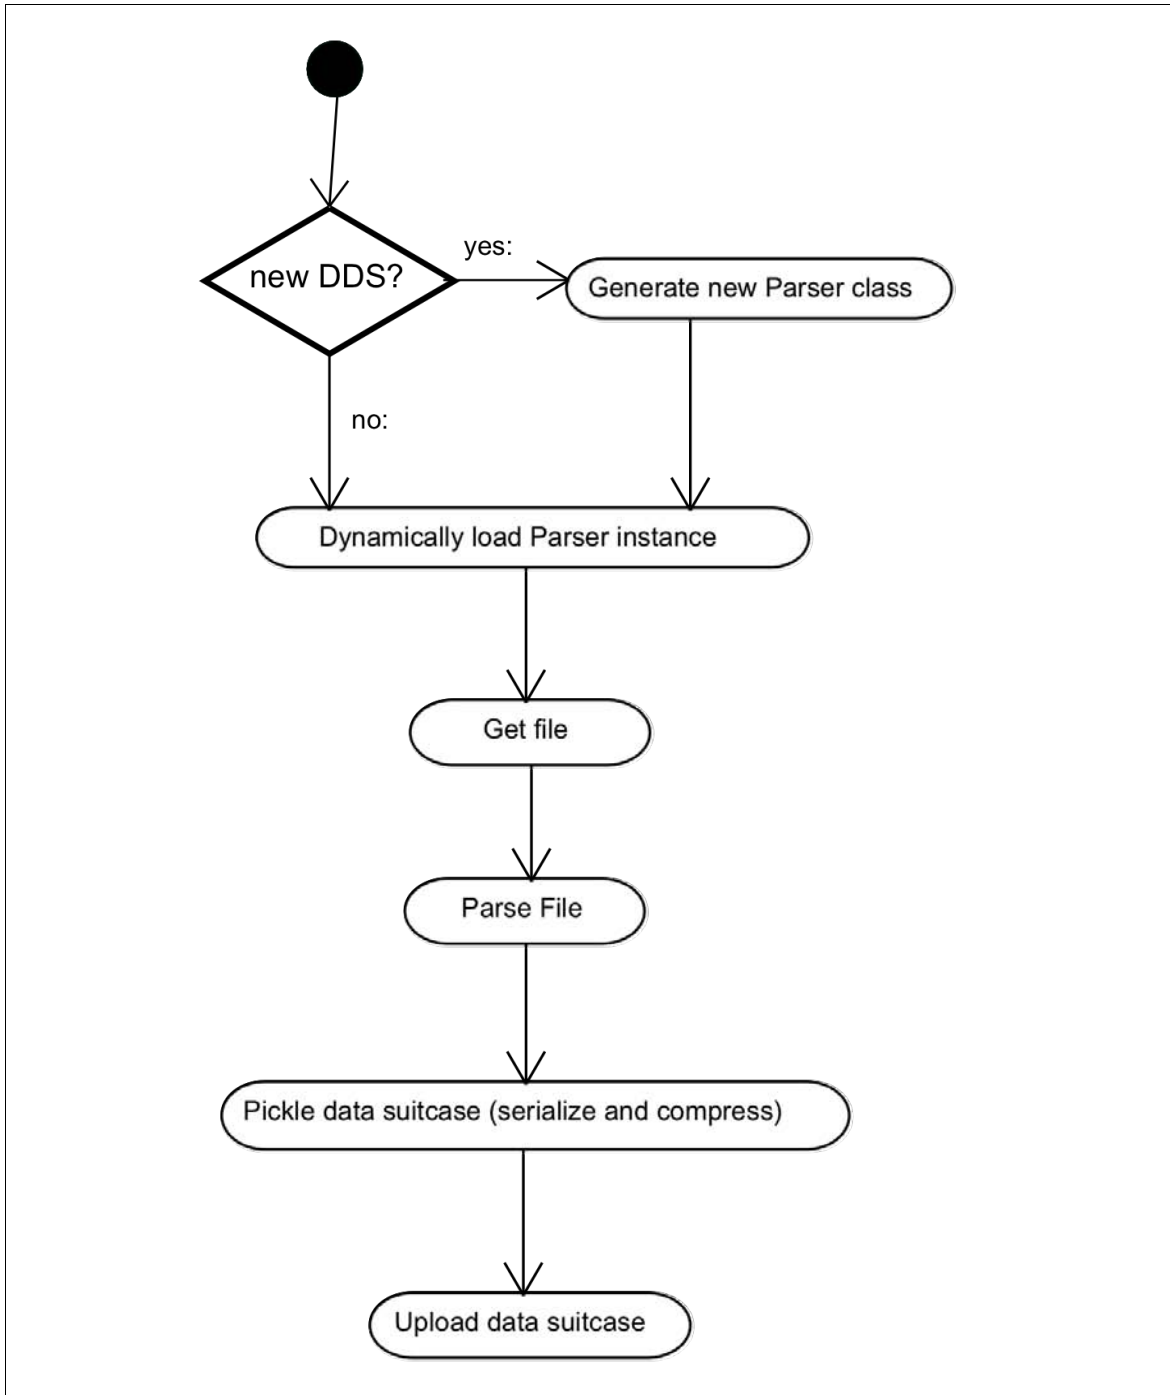 new DDS?
yes:
Generate new Parser class
no:
Dynamically load Parser instance
Get file
Parse File
Pickle data suitcase (serialize and compress)
Upload data suitcase